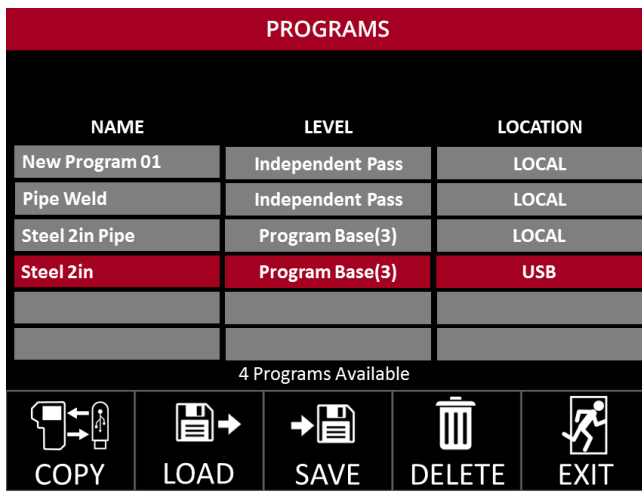 PROGRAMS
NAME LEVEL LOCATION
New Program 01 Independent Pass LOCAL
Pipe Weld Independent Pass LOCAL
Steel 2in Pipe Program Base(3) LOCAL
Steel 2in Program Base(3) USB
4 Programs Available
COPY LOAD SAVE DELETE EXIT